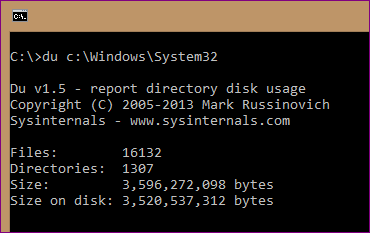 C:\>du c:\Windows\System32
Du v1.5 - report directory disk usage
Copyright (C) 2005-2013 Mark Russinovich
Sysinternals - www.sysinternals.com
Files: 16132
Directories: 1307
Size: 3,596,272,098 bytes
Size on disk: 3,520,537,312 bytes